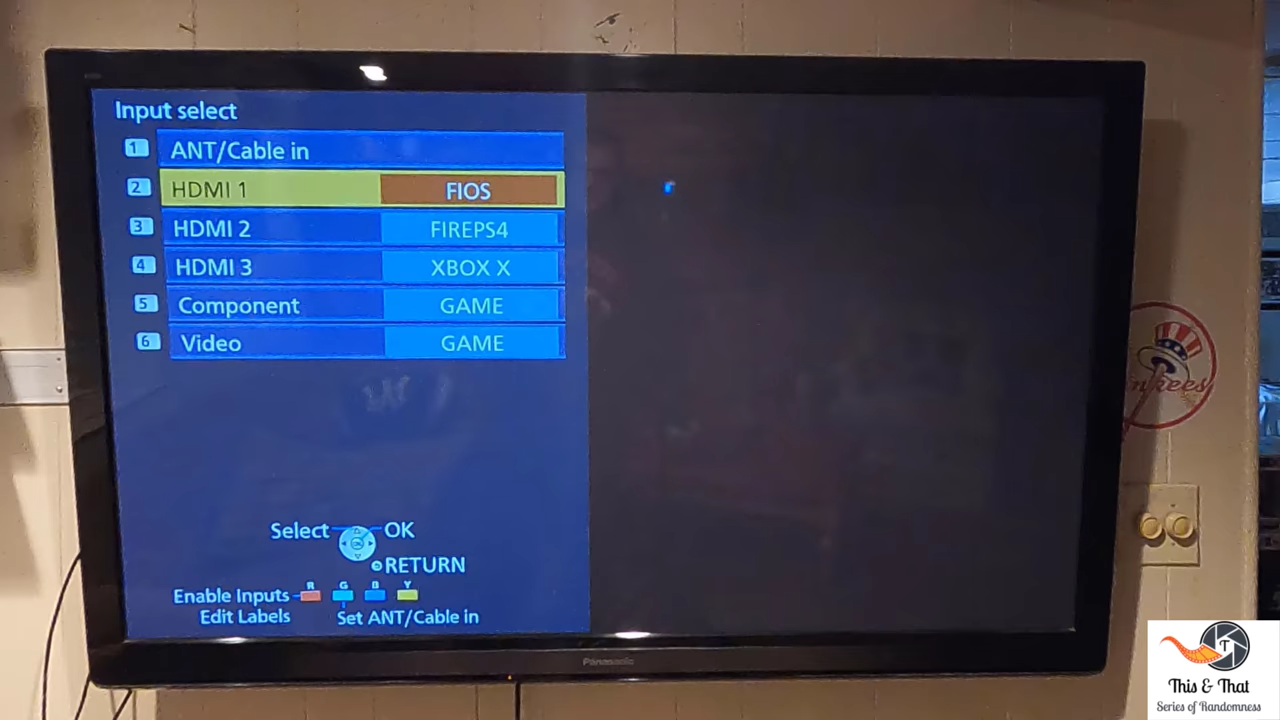 Input select
1 ANT/Cable in
2 HDMI 1 FIOS
3 HDMI 2 FIREPS4
4 HDMI 3 XBOX X
5 Component GAME
6 Video GAME
Select OK
RETURN
R G B Y
Enable Inputs
Edit Labels Set ANT/Cable in
Panasonic
nkees
T
This & That
Series of Randomness